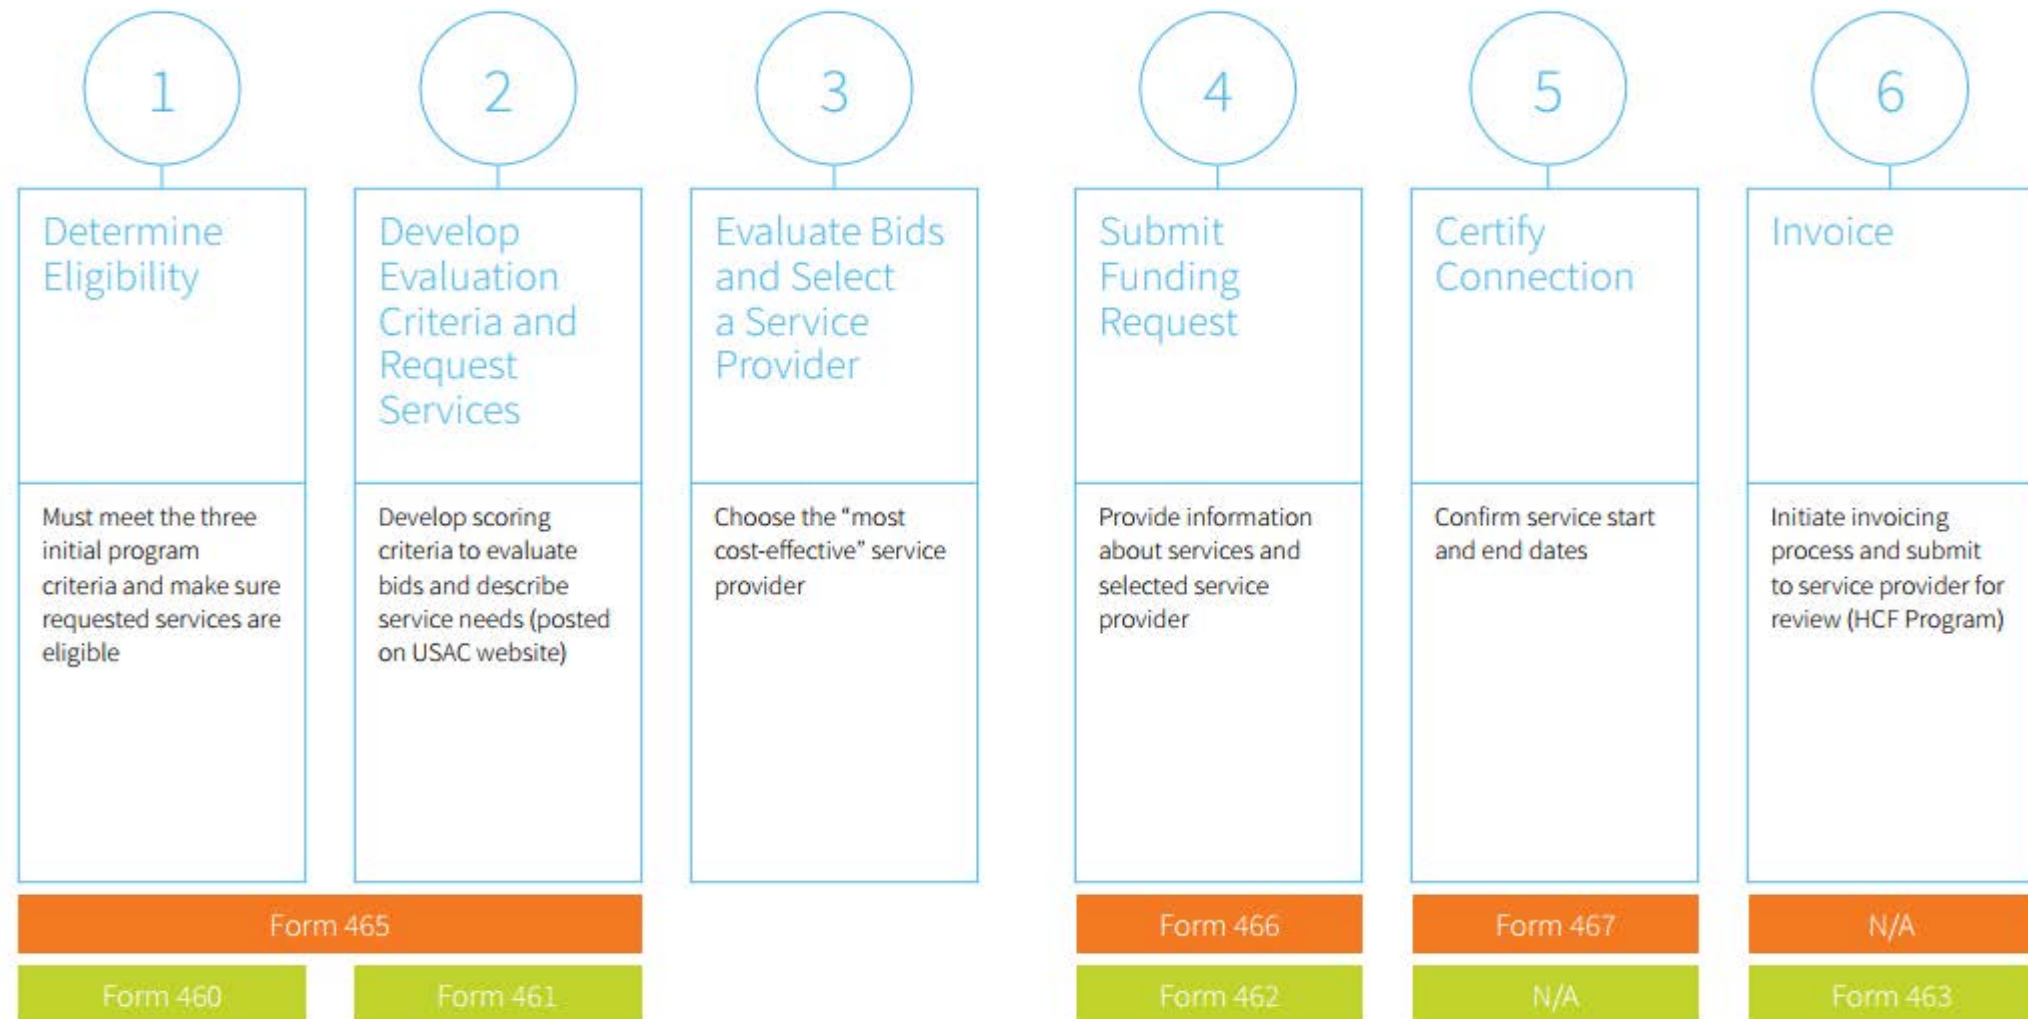 1
Determine
Eligibility
Must meet the three
initial program
criteria and make sure
requested services are
eligible
2
Develop
Evaluation
Criteria and
Request
Services
Develop scoring
criteria to evaluate
bids and describe
service needs (posted
on USAC website)
3
Evaluate Bids
and Select
a Service
Provider
Choose the “most
cost-effective” service
provider
4
Submit
Funding
Request
Provide information
about services and
selected service
provider
5
Certify
Connection
Confirm service start
and end dates
6
Invoice
Initiate invoicing
process and submit
to service provider for
review (HCF Program)
Form 465
Form 466
Form 467
N/A
Form 460
Form 461
Form 462
N/A
Form 463